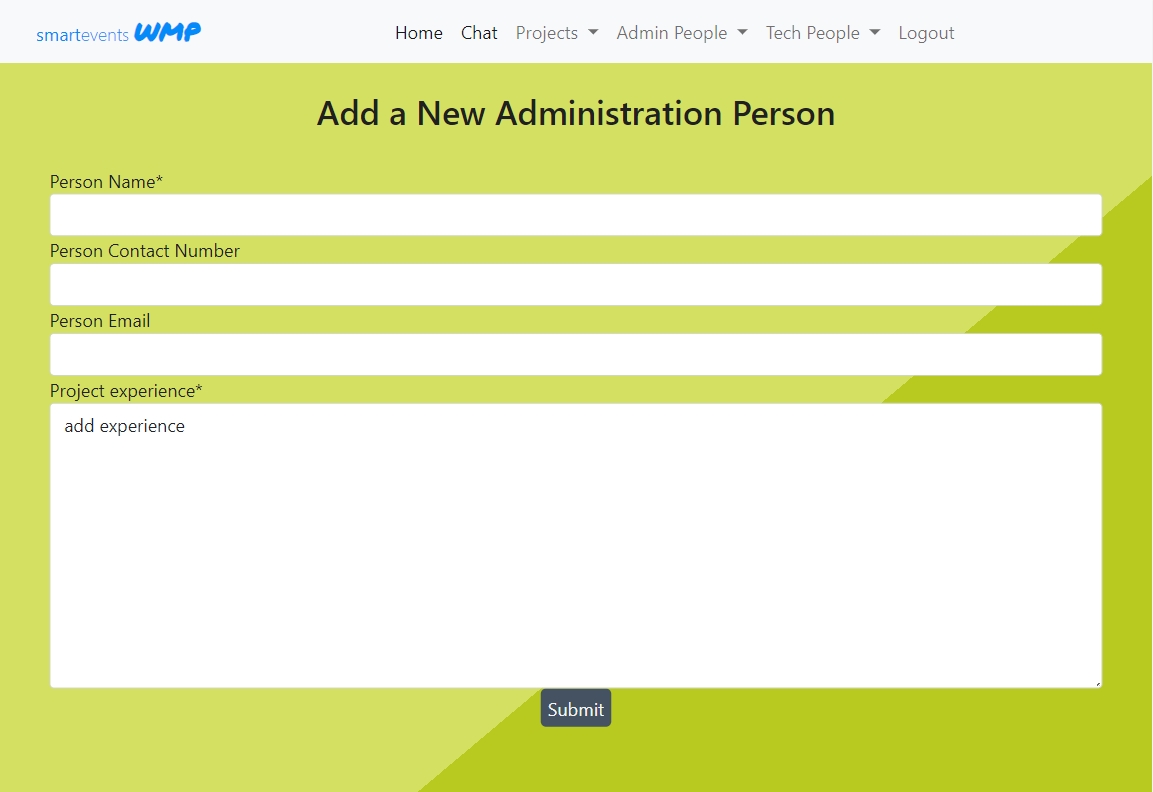 smartevents WMP Home Chat Projects Admin People Tech People Logout
Add a New Administration Person
Person Name*
Person Contact Number
Person Email
Project experience*
add experience
Submit